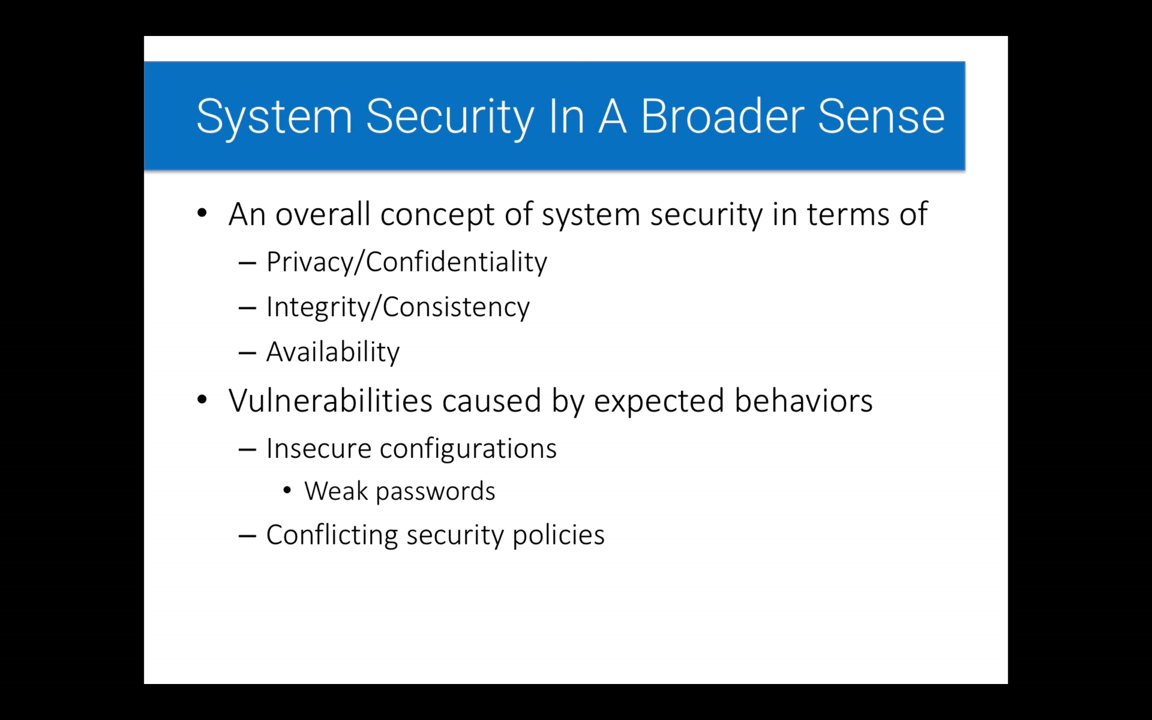 System Security In A Broader Sense
• An overall concept of system security in terms of
– Privacy/Confidentiality
– Integrity/Consistency
– Availability
• Vulnerabilities caused by expected behaviors
– Insecure configurations
• Weak passwords
– Conflicting security policies